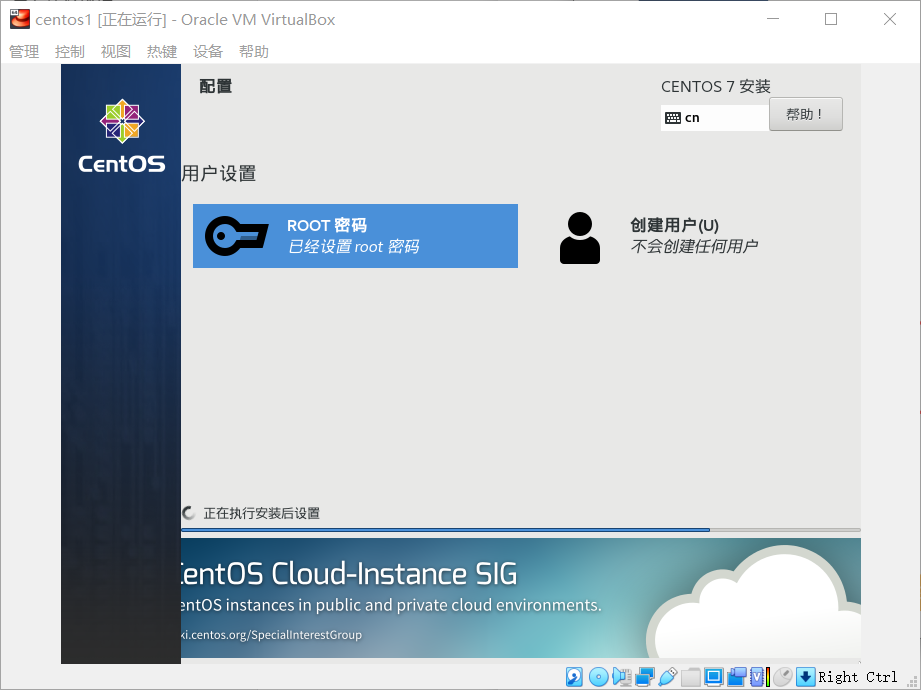 centos1 [正在运行] - Oracle VM VirtualBox
管理 控制 视图 热键 设备 帮助
配置
CENTOS 7 安装
cn
帮助！
CentOS
用户设置
ROOT 密码
已经设置 root 密码
创建用户(U)
不会创建任何用户
正在执行安装后设置
CentOS Cloud-Instance SIG
entOS instances in public and private cloud environments.
ki.centos.org/SpecialInterestGroup
Right Ctrl